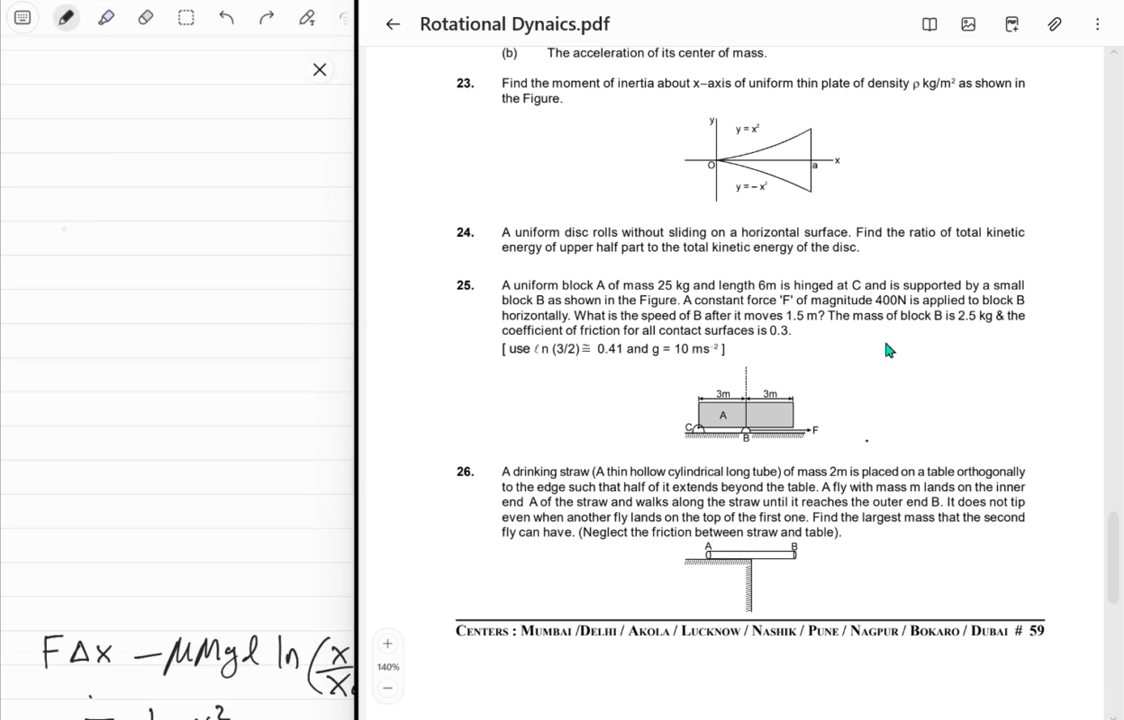 Rotational Dynaics.pdf
(b) The acceleration of its center of mass.
23. Find the moment of inertia about x–axis of uniform thin plate of density ρ kg/m² as shown in
the Figure.
y
y = x²
O
a
x
y = – x²
24. A uniform disc rolls without sliding on a horizontal surface. Find the ratio of total kinetic
energy of upper half part to the total kinetic energy of the disc.
25. A uniform block A of mass 25 kg and length 6m is hinged at C and is supported by a small
block B as shown in the Figure. A constant force 'F' of magnitude 400N is applied to block B
horizontally. What is the speed of B after it moves 1.5 m? The mass of block B is 2.5 kg & the
coefficient of friction for all contact surfaces is 0.3.
[ use ℓn (3/2) ≅ 0.41 and g = 10 ms⁻² ]
3m 3m
A
C
B
F
26. A drinking straw (A thin hollow cylindrical long tube) of mass 2m is placed on a table orthogonally
to the edge such that half of it extends beyond the table. A fly with mass m lands on the inner
end A of the straw and walks along the straw until it reaches the outer end B. It does not tip
even when another fly lands on the top of the first one. Find the largest mass that the second
fly can have. (Neglect the friction between straw and table).
A B
CENTERS : MUMBAI /DELHI / AKOLA / LUCKNOW / NASHIK / PUNE / NAGPUR / BOKARO / DUBAI # 59
140%
FΔx – μMgl ln(x/x